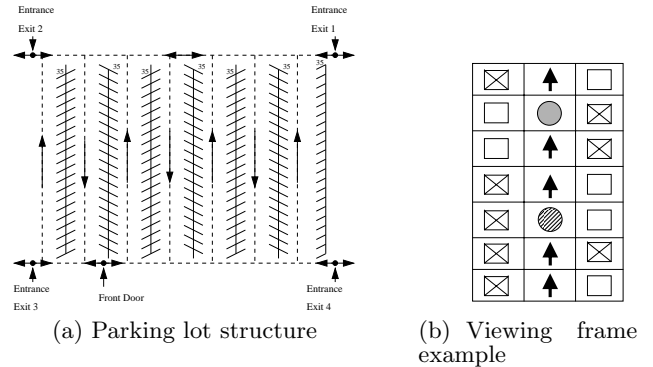 Entrance
Exit 2
Entrance
Exit 1
35
35
35
35
35
35
35
Entrance
Exit 3
Front Door
Entrance
Exit 4
(a) Parking lot structure
(b) Viewing frame
example